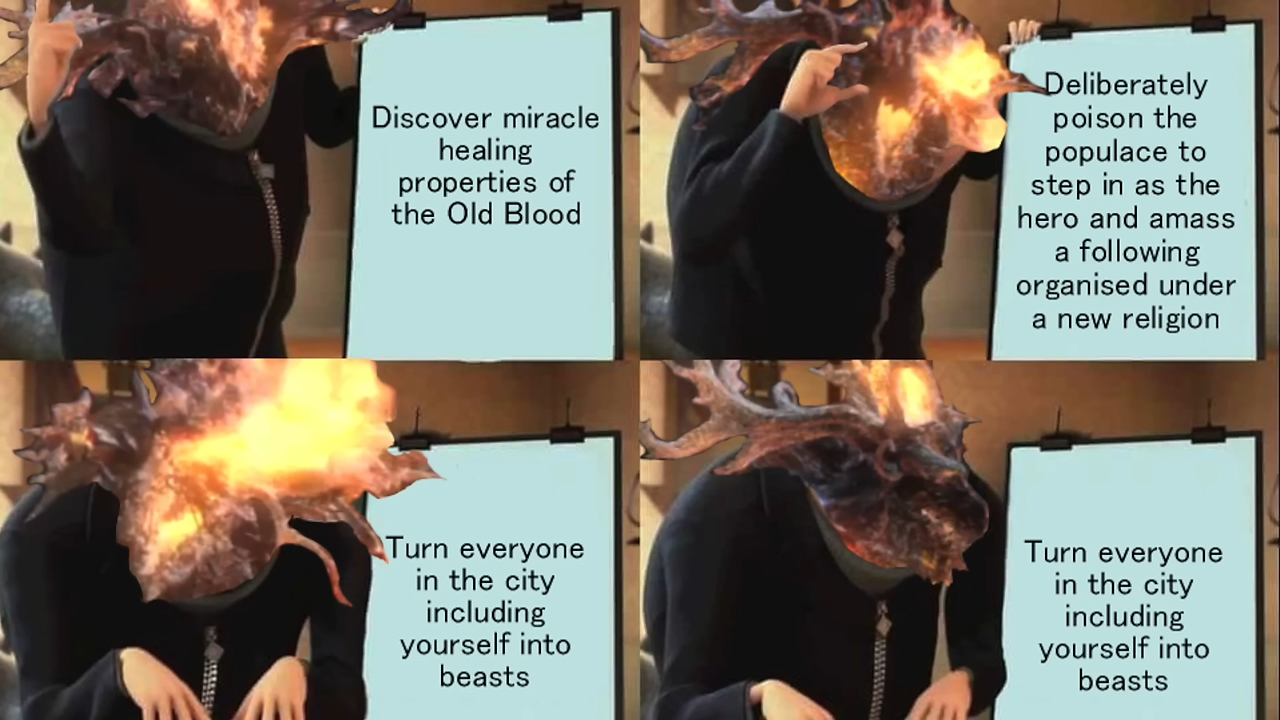 Discover miracle
healing
properties of
the Old Blood
Deliberately
poison the
populace to
step in as the
hero and amass
a following
organised under
a new religion
Turn everyone
in the city
including
yourself into
beasts
Turn everyone
in the city
including
yourself into
beasts